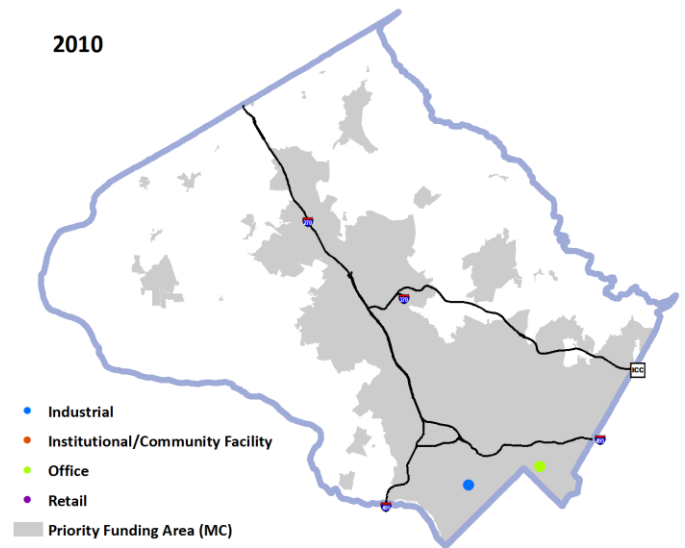 2010
270
370
ICC
495
495
Industrial
Institutional/Community Facility
Office
Retail
Priority Funding Area (MC)